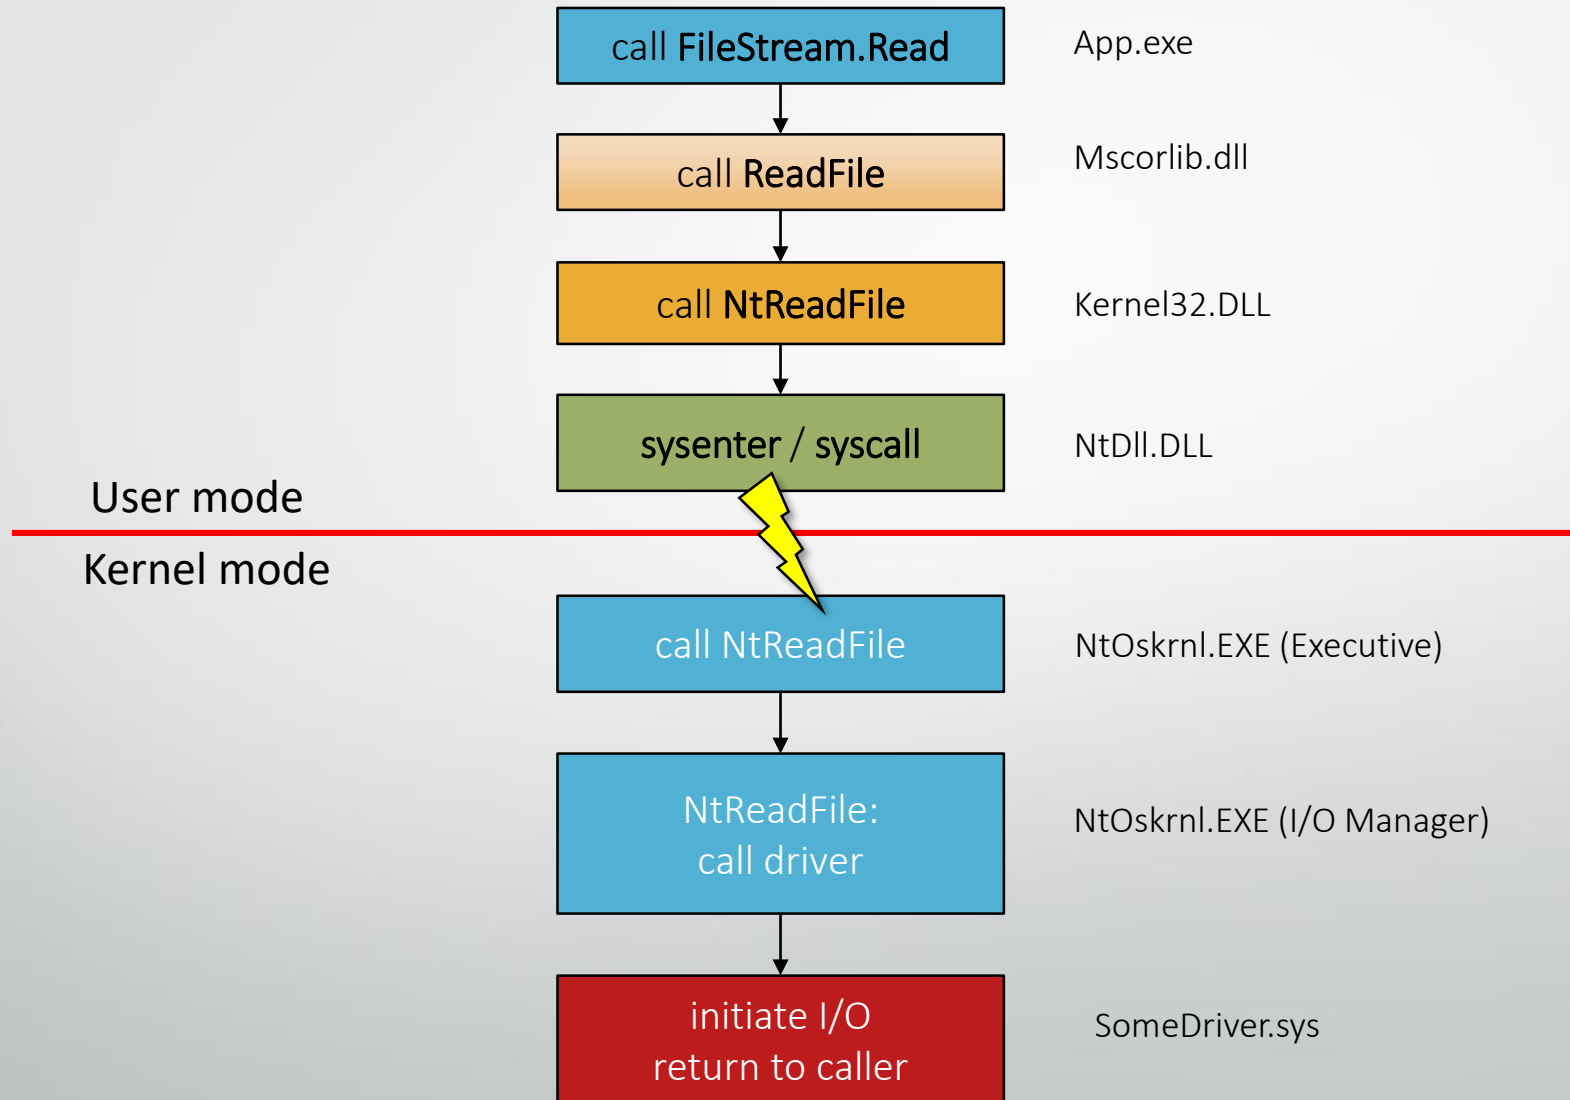 call FileStream.Read
App.exe
call ReadFile
Mscorlib.dll
call NtReadFile
Kernel32.DLL
sysenter / syscall
NtDll.DLL
User mode
Kernel mode
call NtReadFile
NtOskrnl.EXE (Executive)
NtReadFile:
call driver
NtOskrnl.EXE (I/O Manager)
initiate I/O
return to caller
SomeDriver.sys